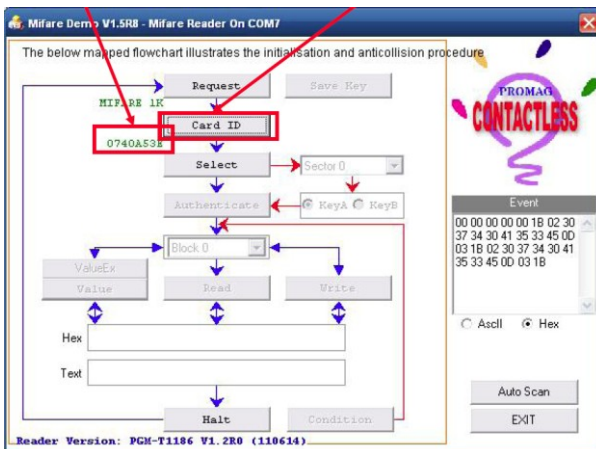 Mifare Demo V1.5R8 - Mifare Reader On COM7
The below mapped flowchart illustrates the initialisation and anticollision procedure
Request
Save Key
MIFARE 1K
Card ID
0740A53E
Select
Sector 0
Authenticate
KeyA
KeyB
Block 0
ValueEx
Value
Read
Write
Hex
Text
Halt
Condition
Reader Version: PGM-T1186 V1.2R0 (110614)
PROMAG
CONTACTLESS
Event
00 00 00 00 00 1B 02 30
37 34 30 41 35 33 45 0D
03 1B 02 30 37 34 30 41
35 33 45 0D 03 1B
AscII
Hex
Auto Scan
EXIT